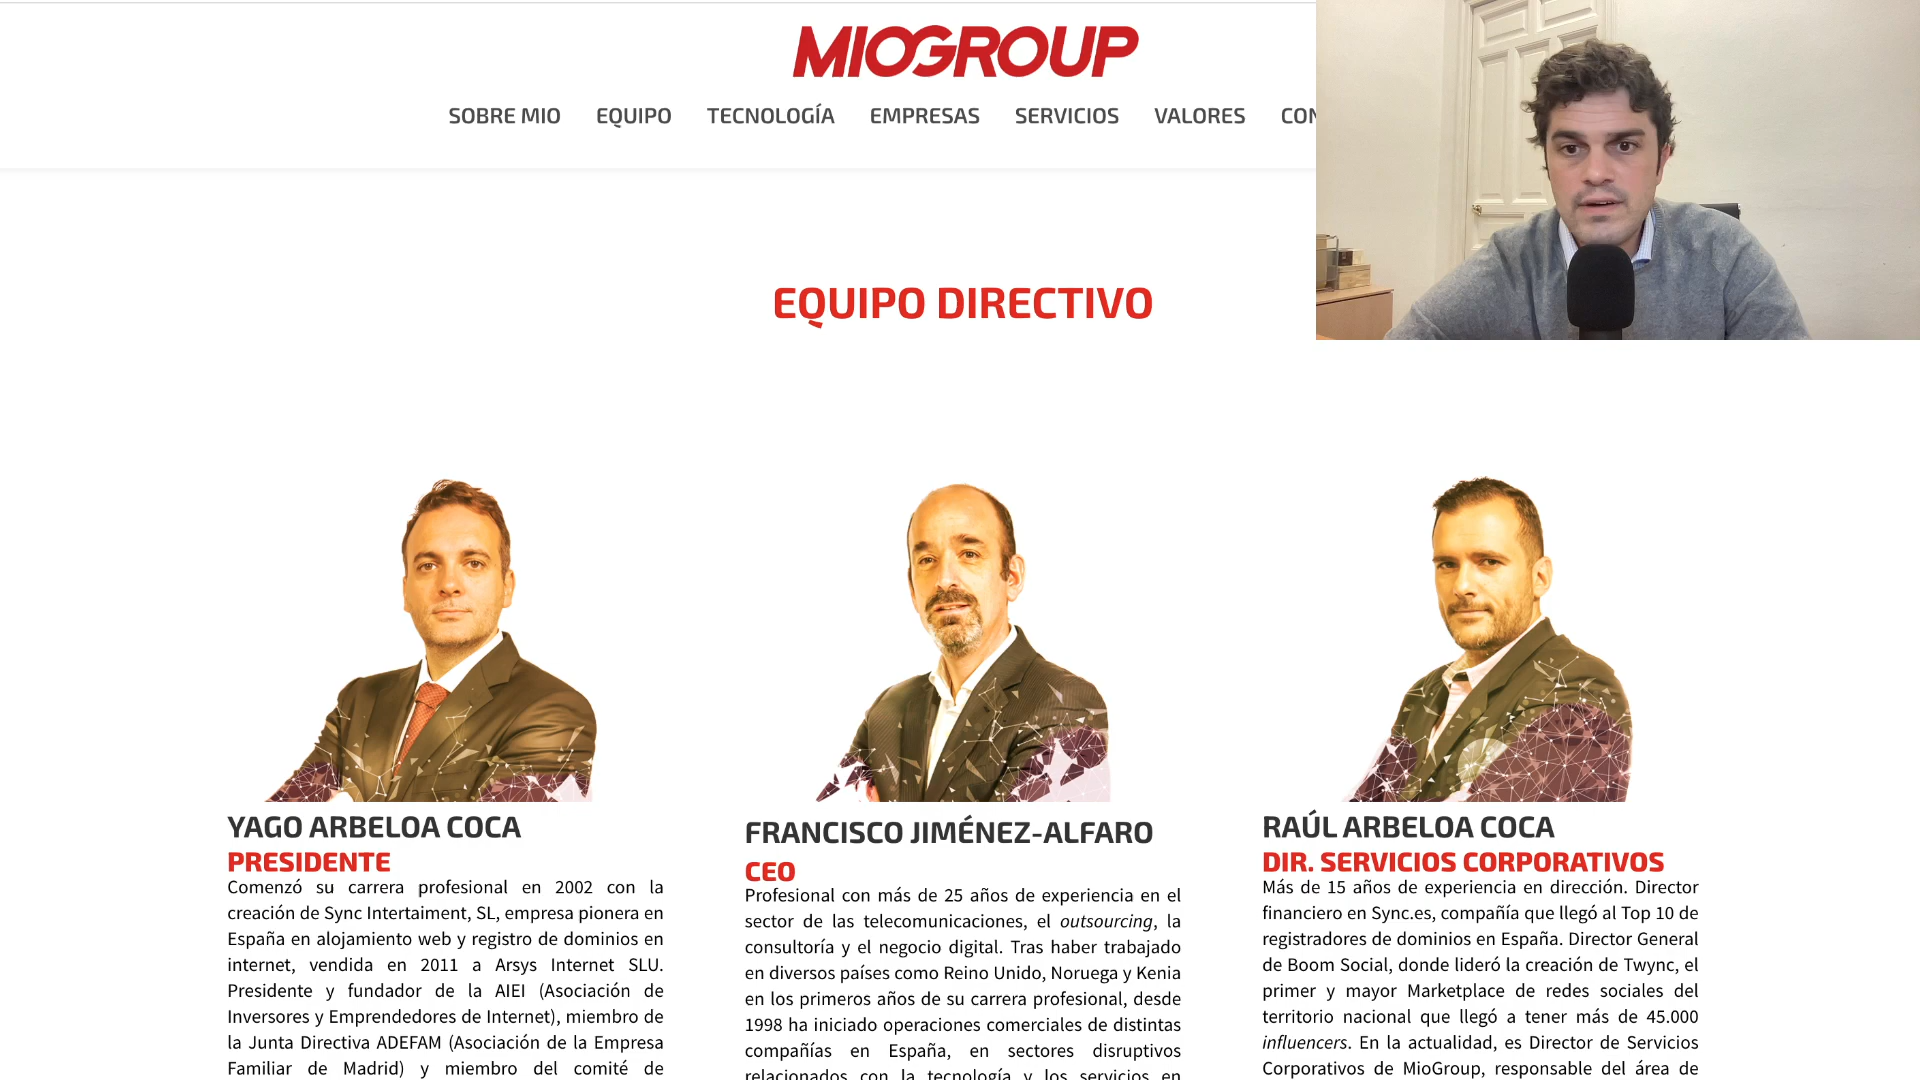 MIOGROUP
SOBRE MIO EQUIPO TECNOLOGÍA EMPRESAS SERVICIOS VALORES CON
EQUIPO DIRECTIVO
YAGO ARBELOA COCA
PRESIDENTE
Comenzó su carrera profesional en 2002 con la
creación de Sync Intertaiment, SL, empresa pionera en
España en alojamiento web y registro de dominios en
internet, vendida en 2011 a Arsys Internet SLU.
Presidente y fundador de la AIEI (Asociación de
Inversores y Emprendedores de Internet), miembro de
la Junta Directiva ADEFAM (Asociación de la Empresa
Familiar de Madrid) y miembro del comité de
FRANCISCO JIMÉNEZ-ALFARO
CEO
Profesional con más de 25 años de experiencia en el
sector de las telecomunicaciones, el outsourcing, la
consultoría y el negocio digital. Tras haber trabajado
en diversos países como Reino Unido, Noruega y Kenia
en los primeros años de su carrera profesional, desde
1998 ha iniciado operaciones comerciales de distintas
compañías en España, en sectores disruptivos
relacionados con la tecnología y los servicios en
RAÚL ARBELOA COCA
DIR. SERVICIOS CORPORATIVOS
Más de 15 años de experiencia en dirección. Director
financiero en Sync.es, compañía que llegó al Top 10 de
registradores de dominios en España. Director General
de Boom Social, donde lideró la creación de Twync, el
primer y mayor Marketplace de redes sociales del
territorio nacional que llegó a tener más de 45.000
influencers. En la actualidad, es Director de Servicios
Corporativos de MioGroup, responsable del área de